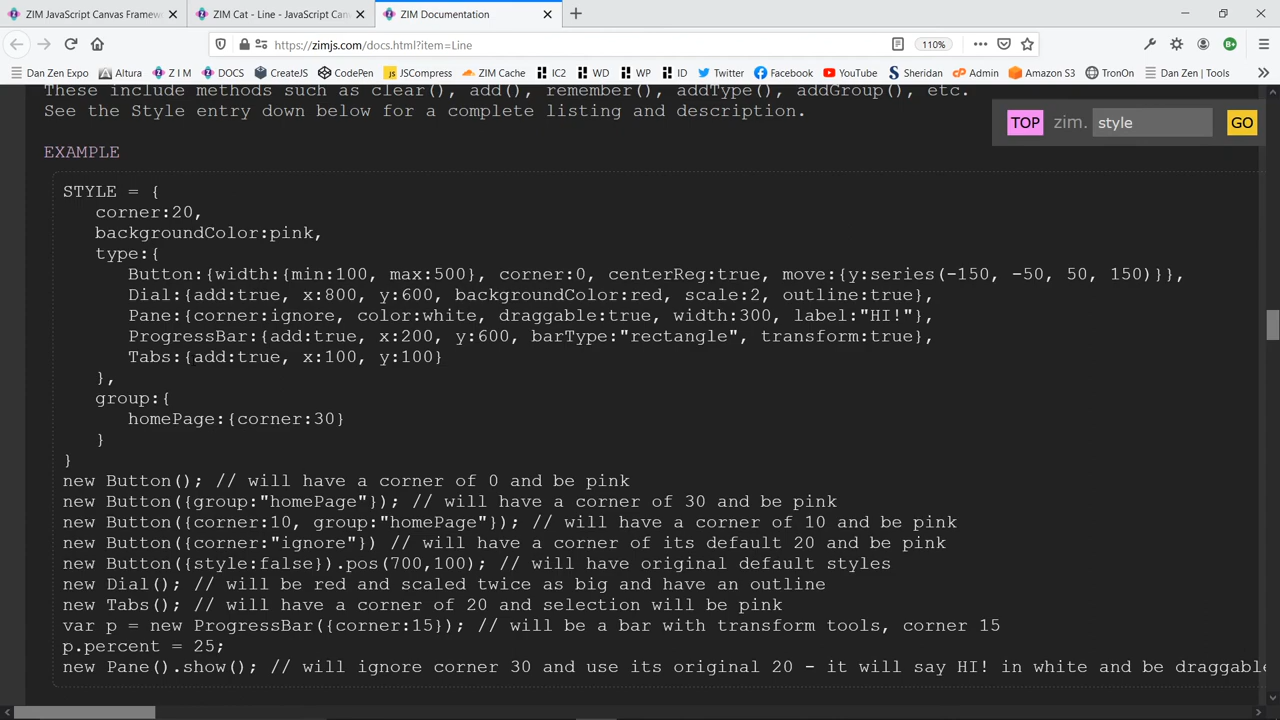 ZIM JavaScript Canvas Framew
ZIM Cat - Line - JavaScript Canv
ZIM Documentation
https://zimjs.com/docs.html?item=Line
110%
Dan Zen Expo
Altura
Z I M
DOCS
CreateJS
CodePen
JS
JSCompress
ZIM Cache
IC2
WD
WP
ID
Twitter
Facebook
YouTube
Sheridan
Admin
Amazon S3
TronOn
Dan Zen | Tools
These include methods such as clear(), add(), remember(), addType(), addGroup(), etc.
See the Style entry down below for a complete listing and description.
TOP zim. style GO
EXAMPLE
STYLE = {
corner:20,
backgroundColor:pink,
type:{
Button:{width:{min:100, max:500}, corner:0, centerReg:true, move:{y:series(-150, -50, 50, 150)}},
Dial:{add:true, x:800, y:600, backgroundColor:red, scale:2, outline:true},
Pane:{corner:ignore, color:white, draggable:true, width:300, label:"HI!"},
ProgressBar:{add:true, x:200, y:600, barType:"rectangle", transform:true},
Tabs:{add:true, x:100, y:100}
},
group:{
homePage:{corner:30}
}
}
new Button(); // will have a corner of 0 and be pink
new Button({group:"homePage"}); // will have a corner of 30 and be pink
new Button({corner:10, group:"homePage"}); // will have a corner of 10 and be pink
new Button({corner:"ignore"}) // will have a corner of its default 20 and be pink
new Button({style:false}).pos(700,100); // will have original default styles
new Dial(); // will be red and scaled twice as big and have an outline
new Tabs(); // will have a corner of 20 and selection will be pink
var p = new ProgressBar({corner:15}); // will be a bar with transform tools, corner 15
p.percent = 25;
new Pane().show(); // will ignore corner 30 and use its original 20 - it will say HI! in white and be draggable